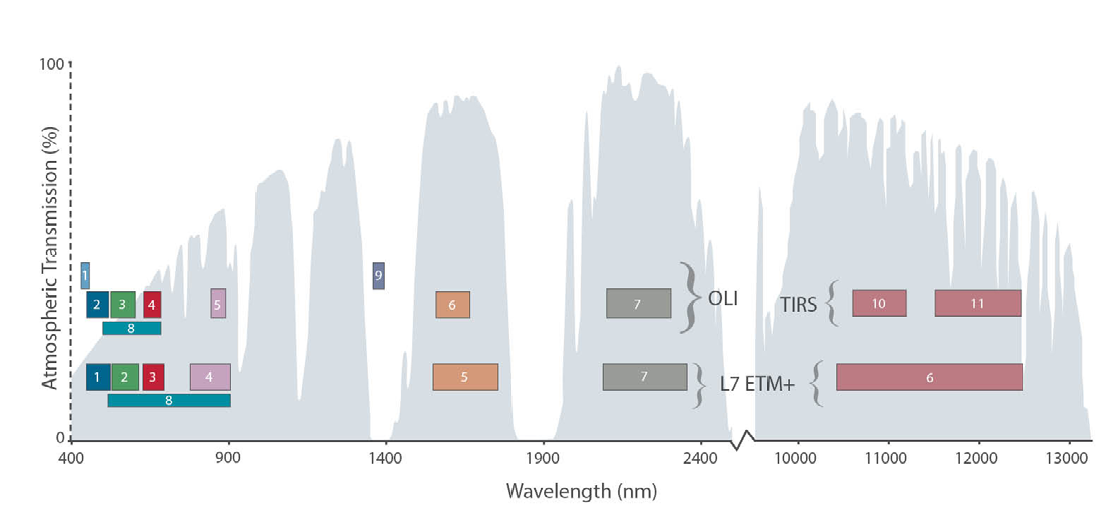 100
Atmospheric Transmission (%)
0
1
9
2 3 4 5 6 7 OLI TIRS 10 11
8
1 2 3 4 5 7 L7 ETM+ 6
8
400 900 1400 1900 2400 10000 11000 12000 13000
Wavelength (nm)